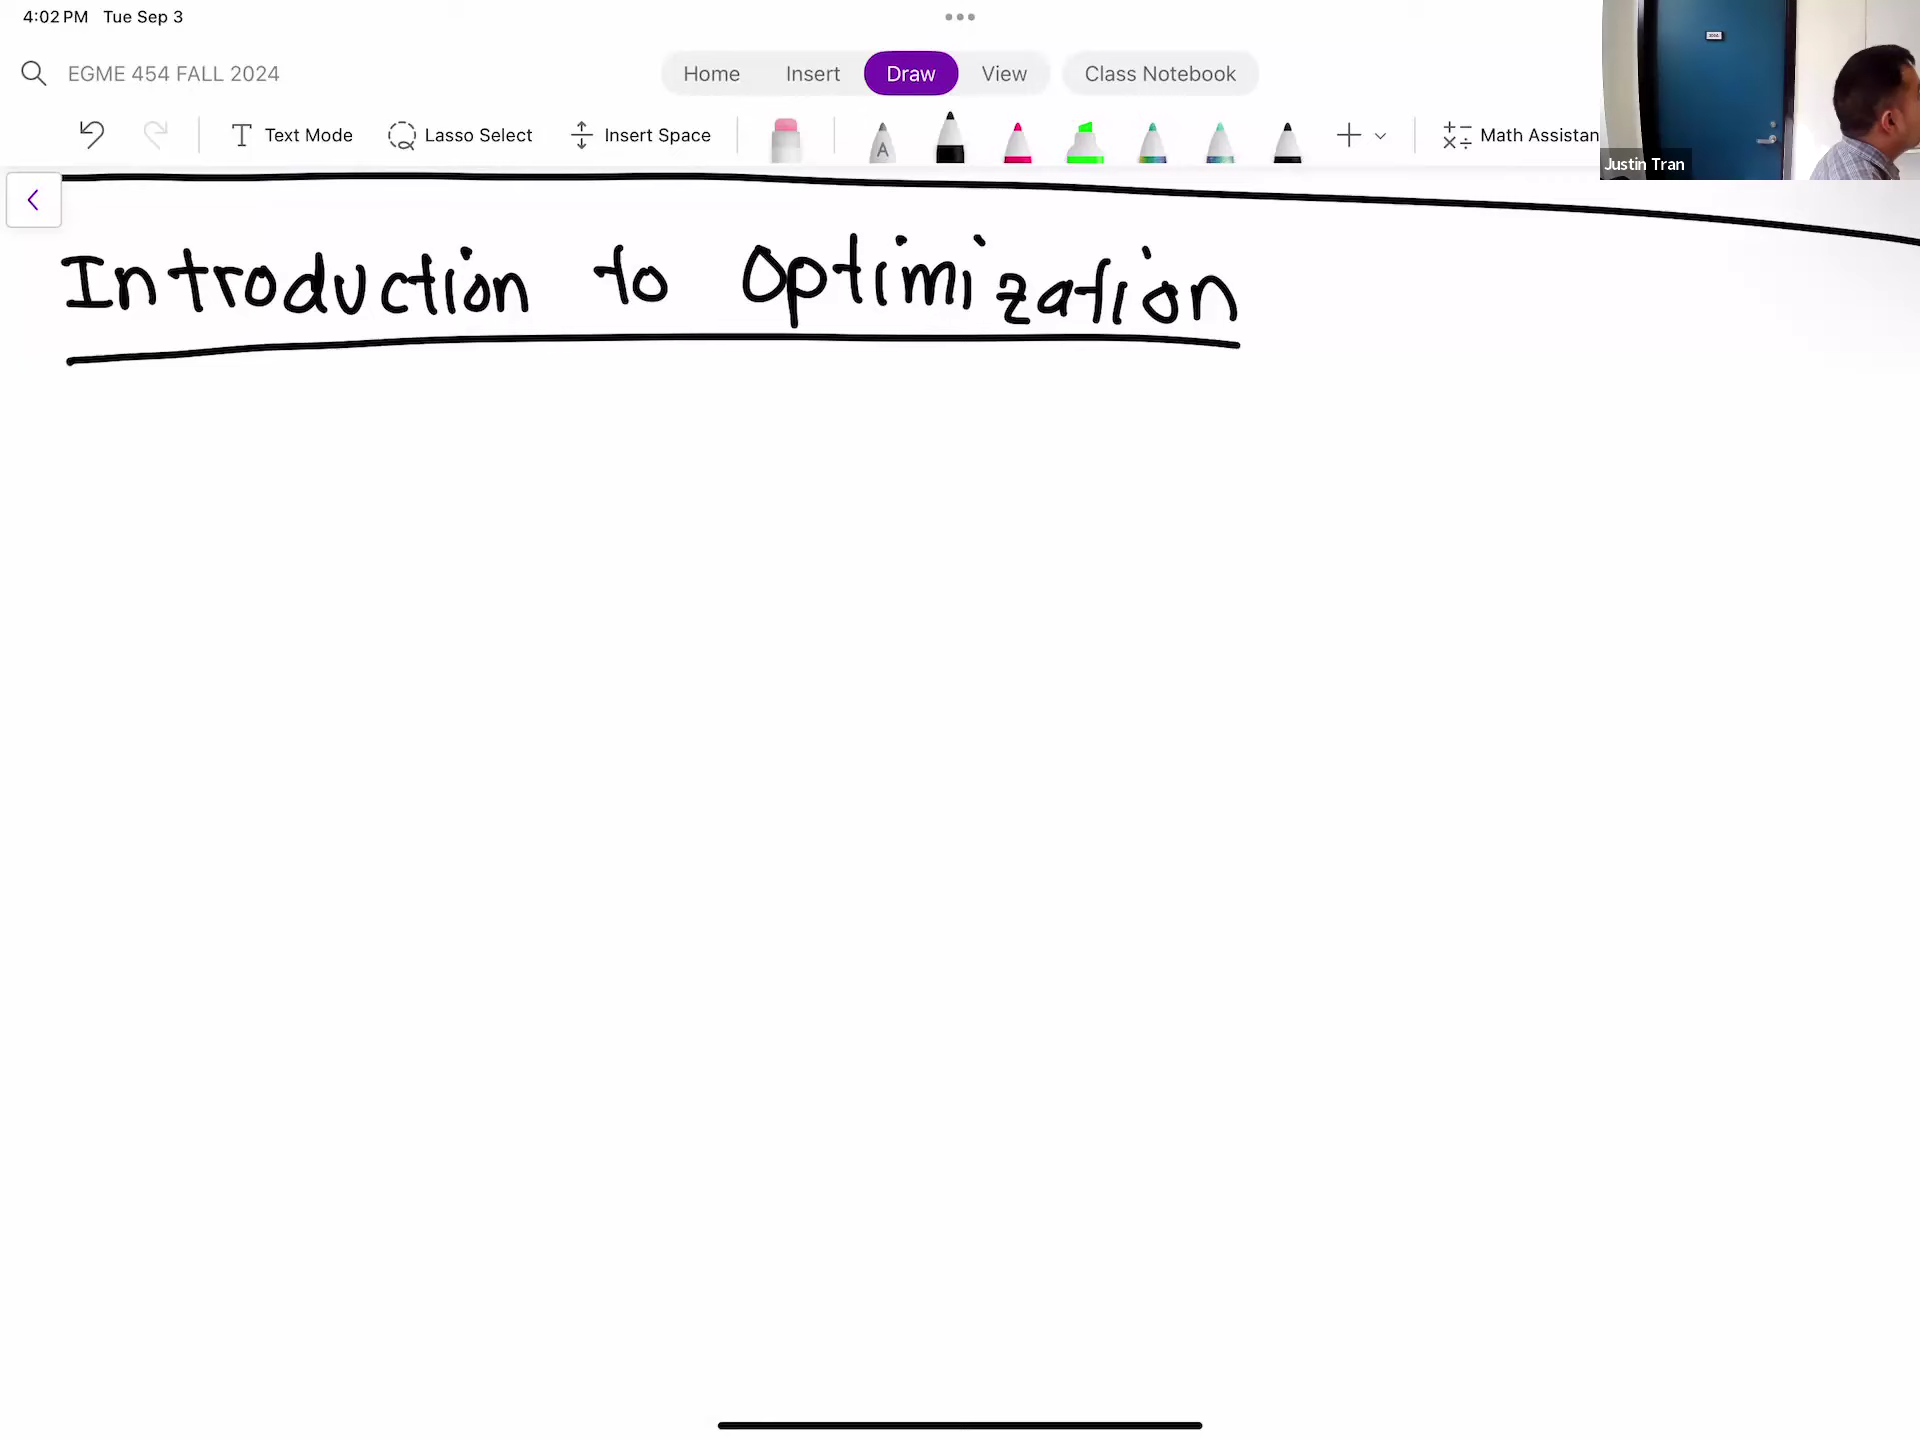 4:02 PM Tue Sep 3
EGME 454 FALL 2024
Home Insert Draw View Class Notebook
Text Mode Lasso Select Insert Space A Math Assistan
Justin Tran
Introduction to Optimization